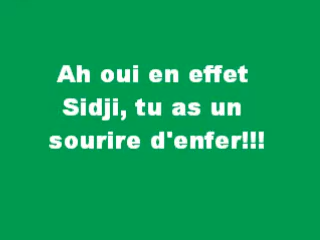 Ah oui en effet
Sidji, tu as un
sourire d'enfer!!!